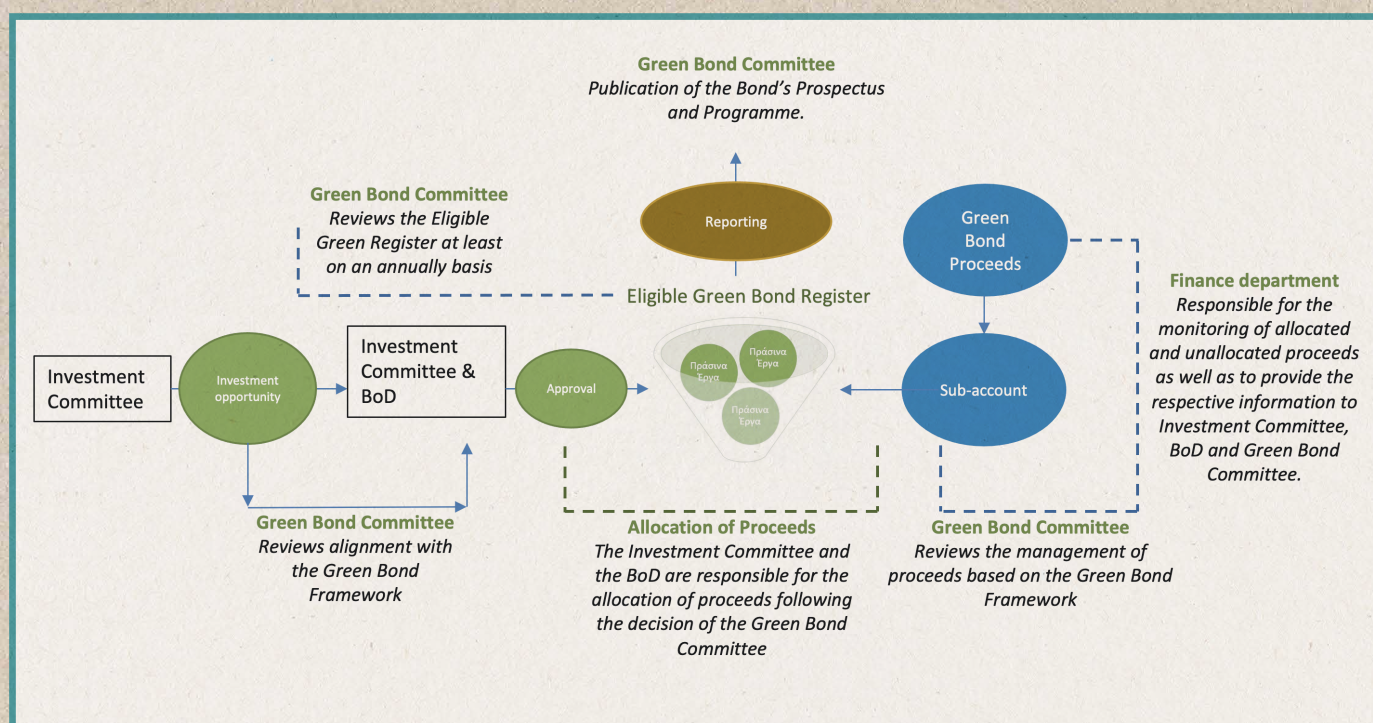 Green Bond Committee
Publication of the Bond's Prospectus
and Programme.
Green Bond Committee
Reviews the Eligible
Green Register at least
on an annually basis
Reporting
Green
Bond
Proceeds
Eligible Green Bond Register
Finance department
Responsible for the
monitoring of allocated
and unallocated proceeds
as well as to provide the
respective information to
Investment Committee,
BoD and Green Bond
Committee.
Investment
Committee
Investment
opportunity
Investment
Committee &
BoD
Approval
Πράσινα
Έργα
Πράσινα
Έργα
Πράσινα
Έργα
Sub-account
Green Bond Committee
Reviews alignment with
the Green Bond
Framework
Allocation of Proceeds
The Investment Committee and
the BoD are responsible for the
allocation of proceeds following
the decision of the Green Bond
Committee
Green Bond Committee
Reviews the management of
proceeds based on the Green Bond
Framework